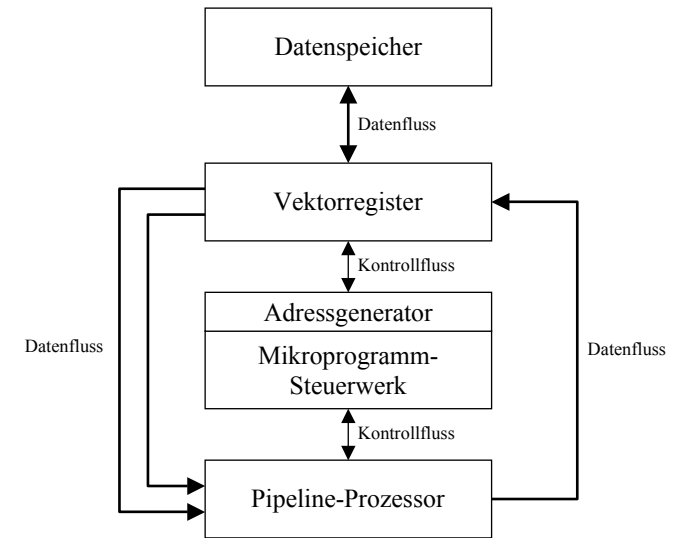 Datenspeicher
Datenfluss
Vektorregister
Kontrollfluss
Adressgenerator
Datenfluss
Mikroprogramm-
Steuerwerk
Datenfluss
Kontrollfluss
Pipeline-Prozessor